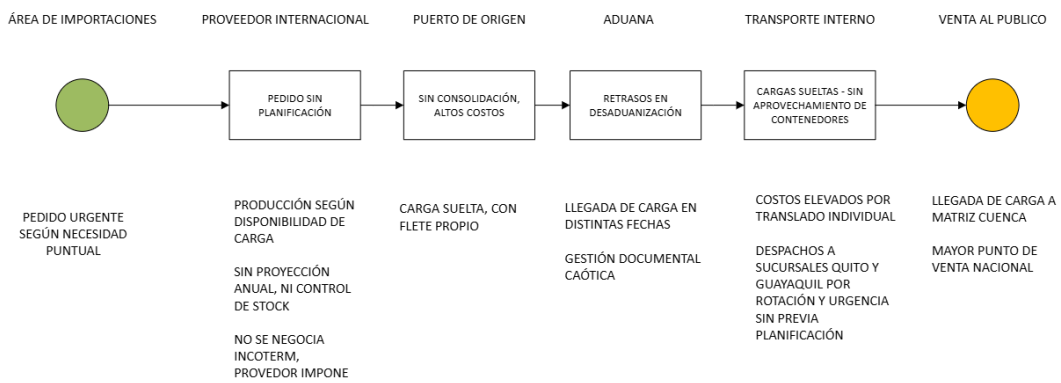 ÁREA DE IMPORTACIONES
PROVEEDOR INTERNACIONAL
PUERTO DE ORIGEN
ADUANA
TRANSPORTE INTERNO
VENTA AL PUBLICO
PEDIDO SIN
PLANIFICACIÓN
SIN CONSOLIDACIÓN,
ALTOS COSTOS
RETRASOS EN
DESADUANIZACIÓN
CARGAS SUELTAS - SIN
APROVECHAMIENTO DE
CONTENEDORES
PEDIDO URGENTE
SEGÚN NECESIDAD
PUNTUAL
PRODUCCIÓN SEGÚN
DISPONIBILIDAD DE
CARGA
SIN PROYECCIÓN
ANUAL, NI CONTROL
DE STOCK
NO SE NEGOCIA
INCOTERM,
PROVEDOR IMPONE
CARGA SUELTA, CON
FLETE PROPIO
LLEGADA DE CARGA EN
DISTINTAS FECHAS
GESTIÓN DOCUMENTAL
CAÓTICA
COSTOS ELEVADOS POR
TRANSLADO INDIVIDUAL
DESPACHOS A
SUCURSALES QUITO Y
GUAYAQUIL POR
ROTACIÓN Y URGENCIA
SIN PREVIA
PLANIFICACIÓN
LLEGADA DE CARGA A
MATRIZ CUENCA
MAYOR PUNTO DE
VENTA NACIONAL